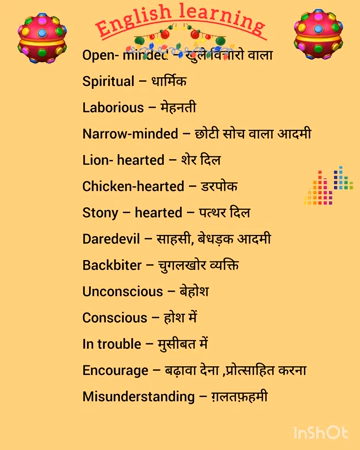 English learning
Open- minded – खुले विचारो वाला
Spiritual – धार्मिक
Laborious – मेहनती
Narrow-minded – छोटी सोच वाला आदमी
Lion- hearted – शेर दिल
Chicken-hearted – डरपोक
Stony – hearted – पत्थर दिल
Daredevil – साहसी, बेधड़क आदमी
Backbiter – चुगलखोर व्यक्ति
Unconscious – बेहोश
Conscious – होश में
In trouble – मुसीबत में
Encourage – बढ़ावा देना ,प्रोत्साहित करना
Misunderstanding – ग़लतफ़हमी
InShOt